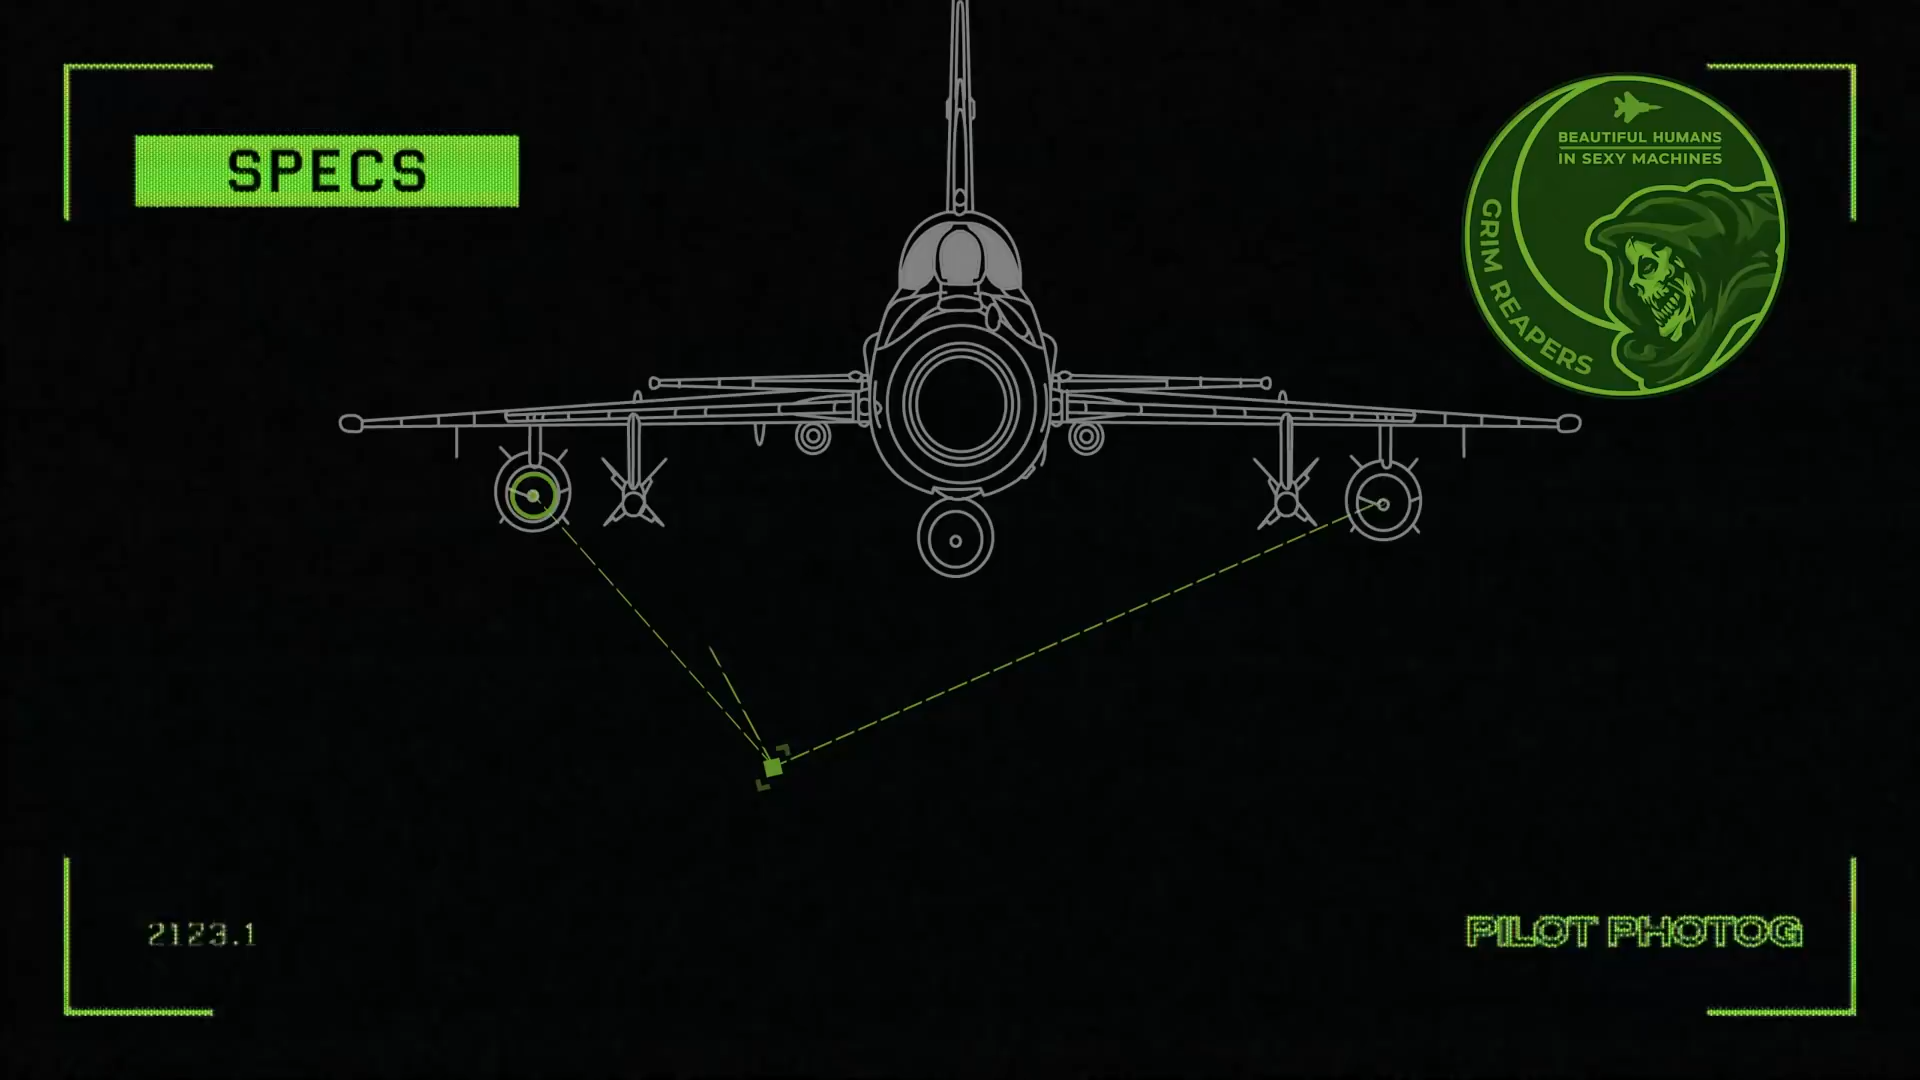 SPECS
BEAUTIFUL HUMANS
IN SEXY MACHINES
GRIM REAPERS
2123.1
PILOT PHOTOG